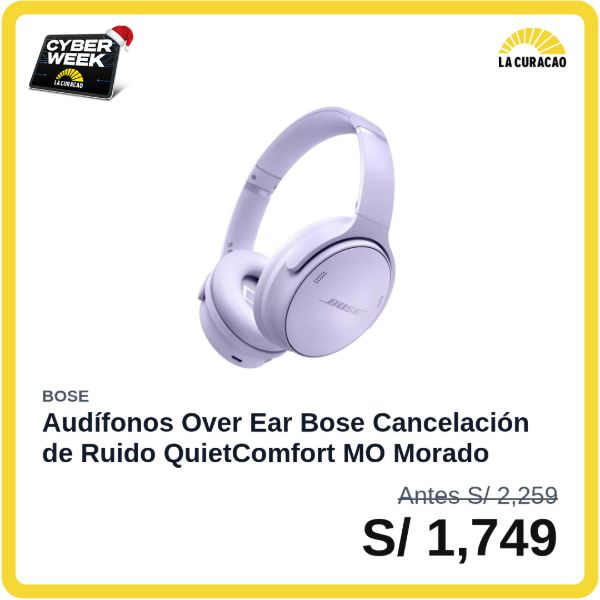 CYBER
WEEK
LA CURACAO
LA CURACAO
BOSE
BOSE
Audífonos Over Ear Bose Cancelación
de Ruido QuietComfort MO Morado
Antes S/ 2,259
S/ 1,749